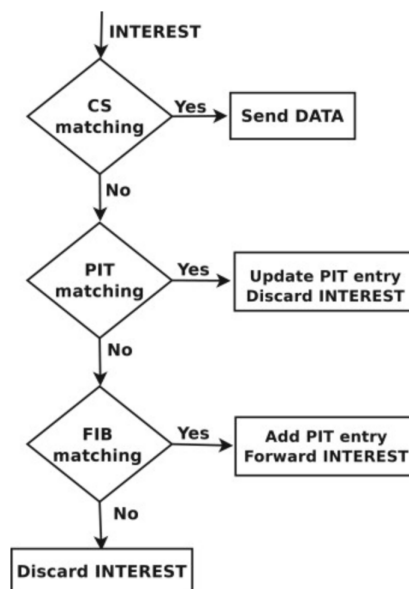 INTEREST
CS
matching
Yes
Send DATA
No
PIT
matching
Yes
Update PIT entry
Discard INTEREST
No
FIB
matching
Yes
Add PIT entry
Forward INTEREST
No
Discard INTEREST